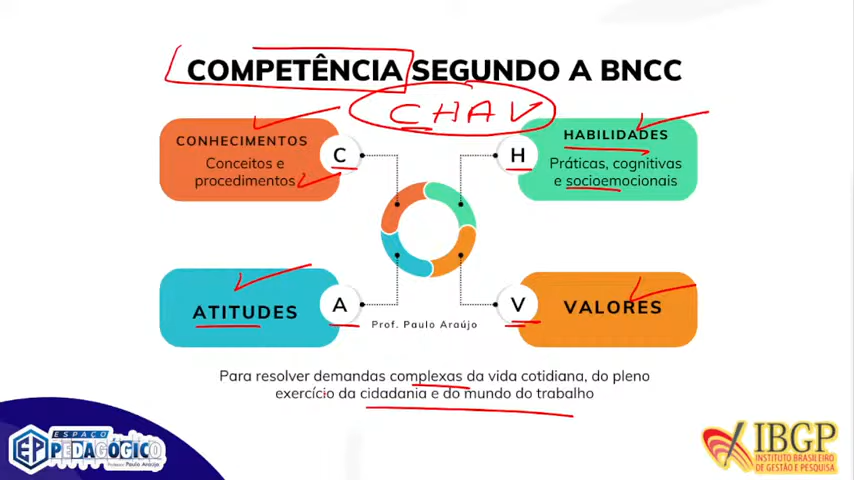 COMPETÊNCIA SEGUNDO A BNCC
CHAV
CONHECIMENTOS
Conceitos e
procedimentos
C
H
HABILIDADES
Práticas, cognitivas
e socioemocionais
ATITUDES
A
V
VALORES
Prof. Paulo Araújo
Para resolver demandas complexas da vida cotidiana, do pleno
exercício da cidadania e do mundo do trabalho
EP
ESPAÇO
PEDAGÓGICO
Professor Paulo Araújo
IBGP
INSTITUTO BRASILEIRO
DE GESTÃO E PESQUISA